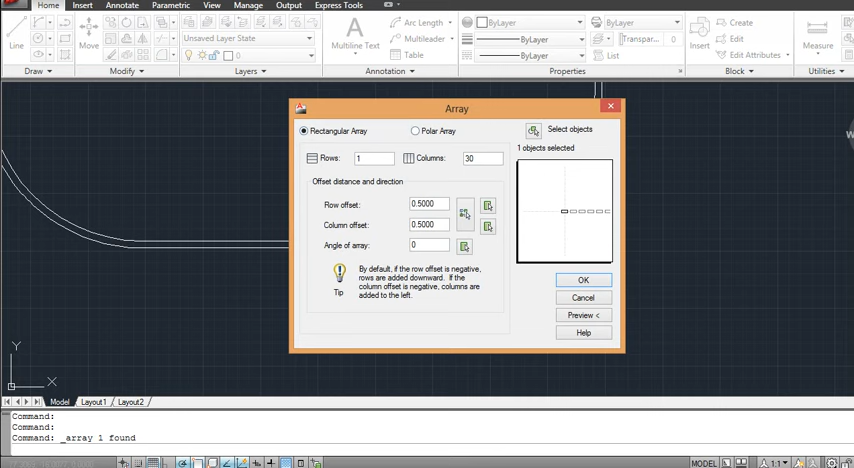 Home Insert Annotate Parametric View Manage Output Express Tools
Line
Move
Unsaved Layer State
0
Multiline Text
Arc Length
Multileader
Table
ByLayer
ByLayer
ByLayer
ByLayer
Transpar... 0
List
Insert
Create
Edit
Edit Attributes
Measure
Draw Modify Layers Annotation Properties Block Utilities
Array
Rectangular Array Polar Array Select objects
1 objects selected
Rows: 1 Columns: 30
Offset distance and direction
Row offset: 0.5000
Column offset: 0.5000
Angle of array: 0
Tip
By default, if the row offset is negative,
rows are added downward. If the
column offset is negative, columns are
added to the left.
OK
Cancel
Preview <
Help
W
Y
X
Model Layout1 Layout2
Command:
Command:
Command: _array 1 found
MODEL 1:1